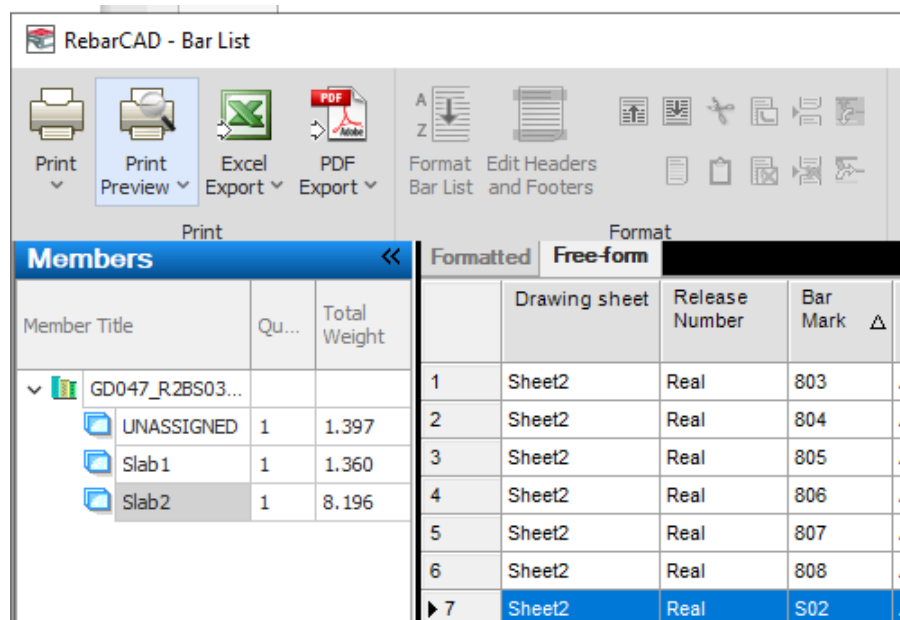 RebarCAD - Bar List
PDF
Adobe
A
Z
Print Print Preview Excel Export PDF Export Format Bar List Edit Headers and Footers
Print Format
Members « Formatted Free-form
Member Title Qu... Total Weight Drawing sheet Release Number Bar Mark
GD047_R2BS03... 1 Sheet2 Real 803
UNASSIGNED 1 1.397 2 Sheet2 Real 804
Slab1 1 1.360 3 Sheet2 Real 805
Slab2 1 8.196 4 Sheet2 Real 806
5 Sheet2 Real 807
6 Sheet2 Real 808
7 Sheet2 Real S02